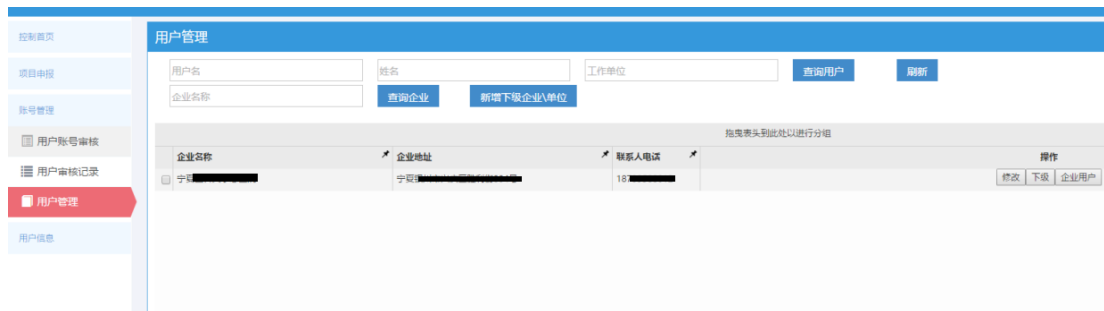 控制首页
项目申报
账号管理
用户账号审核
用户审核记录
用户管理
用户信息
用户管理
用户名 姓名 工作单位 查询用户 刷新
企业名称 查询企业 新增下级企业\单位
拖曳表头到此处以进行分组
企业名称 企业地址 联系人电话 操作
宁夏 宁夏 187 修改 下级 企业用户